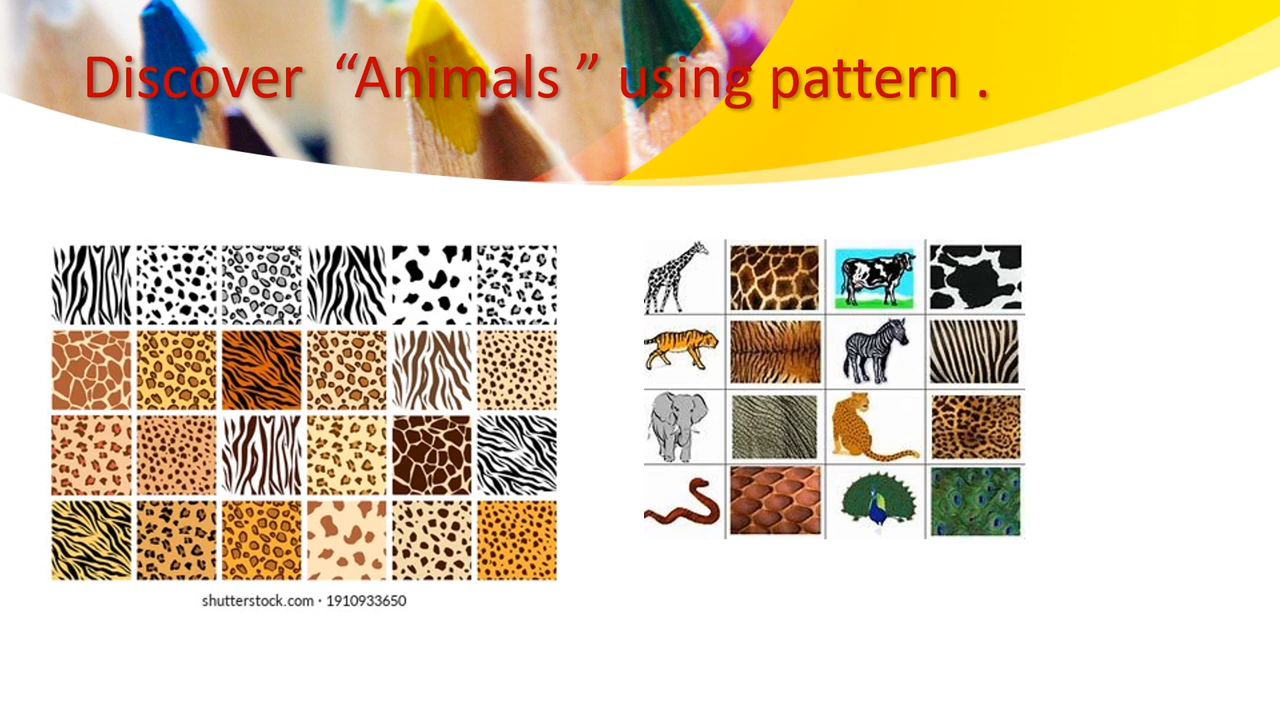 Discover  “Animals ” using pattern .
shutterstock.com · 1910933650